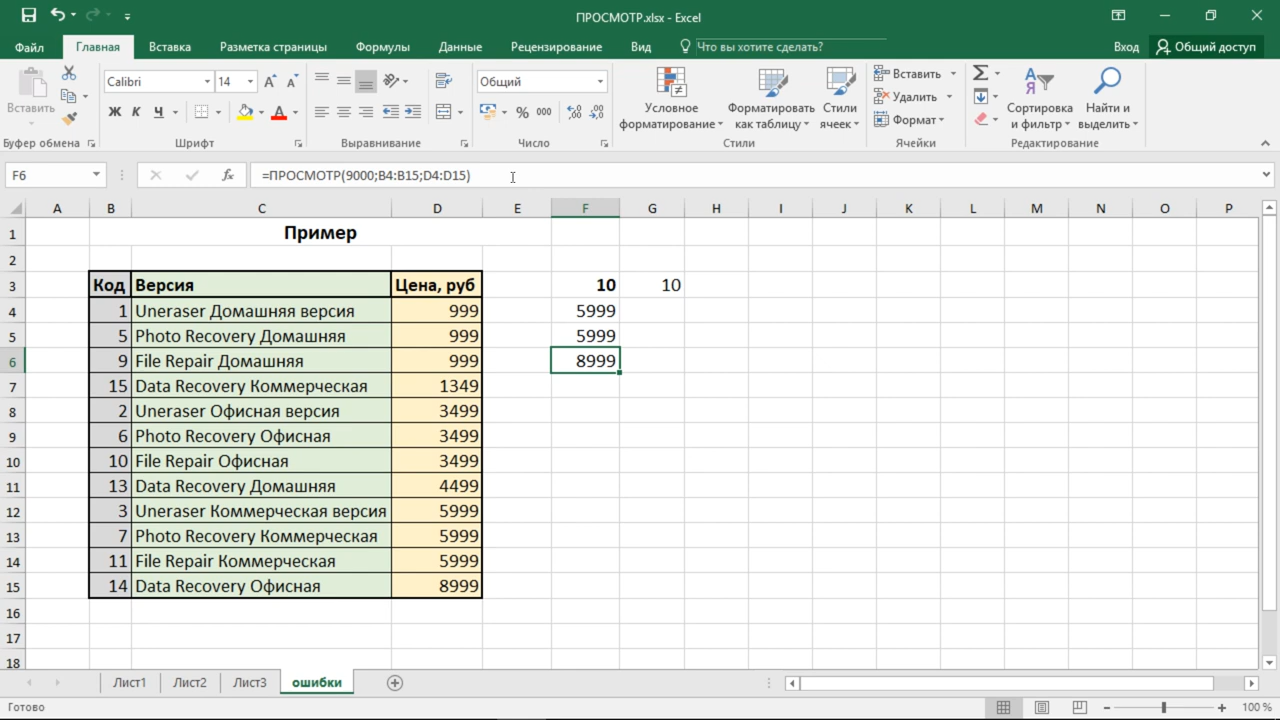 ПРОСМОТР.xlsx - Excel
Файл Главная Вставка Разметка страницы Формулы Данные Рецензирование Вид Что вы хотите сделать? Вход Общий доступ
Вставить
Буфер обмена
Calibri 14
Ж К Ч А
Шрифт
Выравнивание
Общий
% 000
Число
Условное форматирование
Форматировать как таблицу
Стили ячеек
Стили
Вставить
Удалить
Формат
Ячейки
Сортировка и фильтр
Найти и выделить
Редактирование
F6 fx =ПРОСМОТР(9000;B4:B15;D4:D15)
A B C D E F G H I J K L M N O P
1 Пример
2
3 Код Версия Цена, руб 10 10
4 1 Uneraser Домашняя версия 999 5999
5 5 Photo Recovery Домашняя 999 5999
6 9 File Repair Домашняя 999 8999
7 15 Data Recovery Коммерческая 1349
8 2 Uneraser Офисная версия 3499
9 6 Photo Recovery Офисная 3499
10 10 File Repair Офисная 3499
11 13 Data Recovery Домашняя 4499
12 3 Uneraser Коммерческая версия 5999
13 7 Photo Recovery Коммерческая 5999
14 11 File Repair Коммерческая 5999
15 14 Data Recovery Офисная 8999
16
17
18
Лист1 Лист2 Лист3 ошибки
Готово 100 %